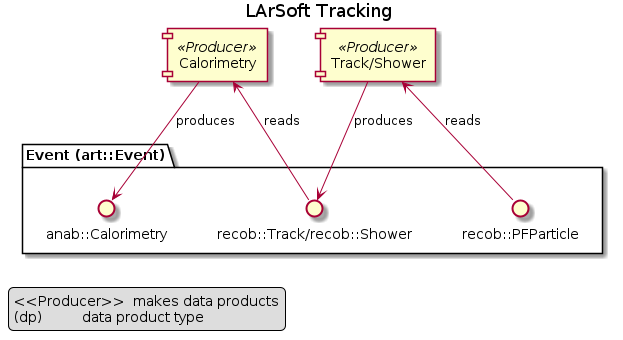 LArSoft Tracking
«Producer»
Calorimetry
«Producer»
Track/Shower
produces
reads
produces
reads
Event (art::Event)
anab::Calorimetry
recob::Track/recob::Shower
recob::PFParticle
<<Producer>> makes data products
(dp) data product type